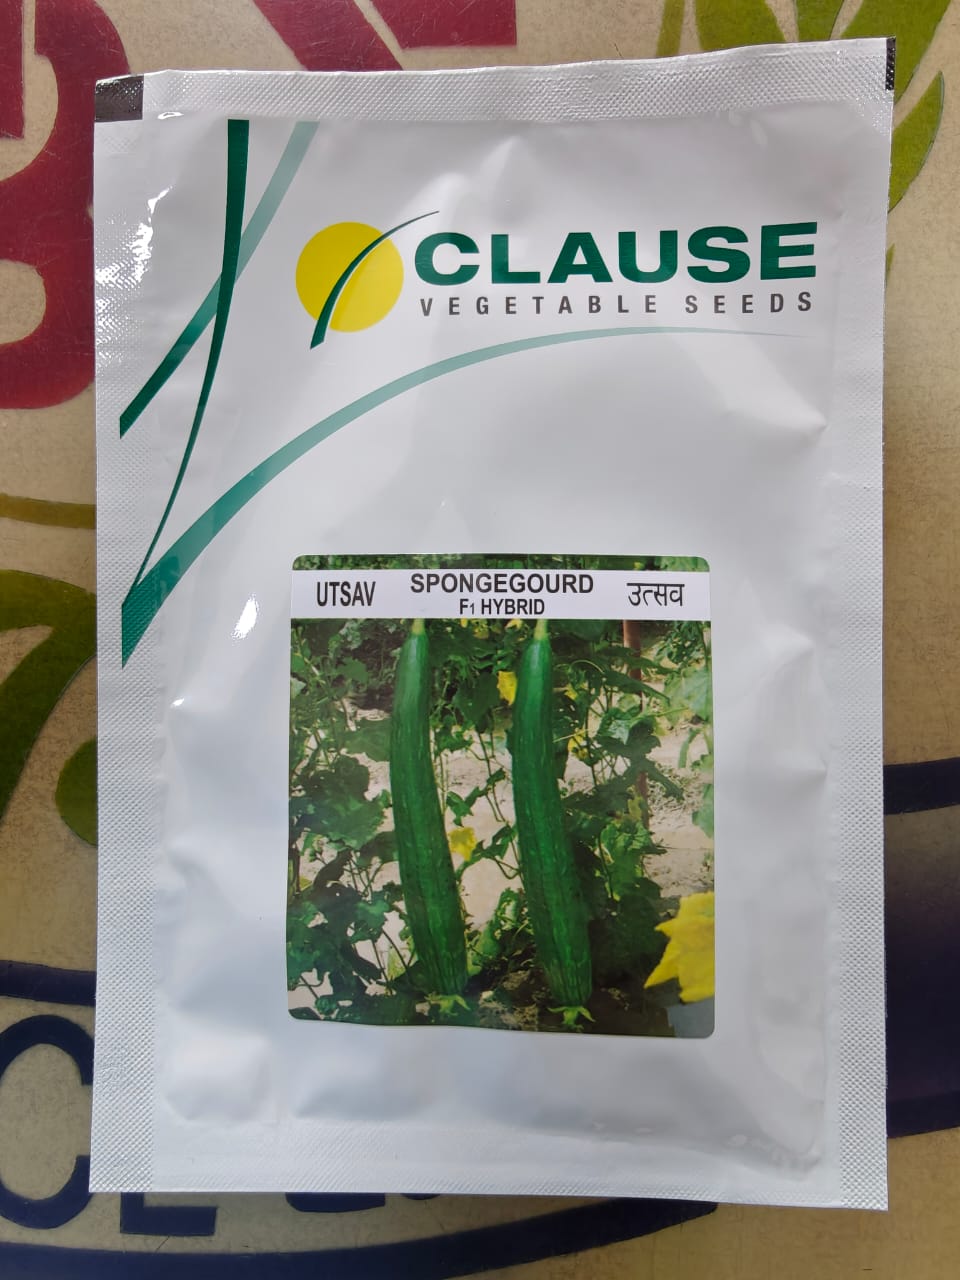 CLAUSE
VEGETABLE SEEDS
UTSAV
SPONGEGOURD
F1 HYBRID
उत्सव